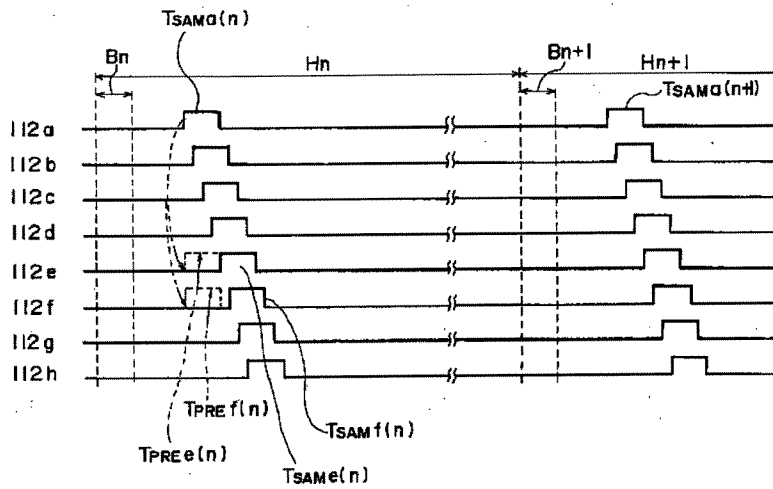 TSAMa(n)
Bn
Hn
Bn+1
Hn+1
TSAMa(n+1)
112a
112b
112c
112d
112e
112f
112g
112h
TPREf(n)
TSAMf(n)
TPREe(n)
TSAMe(n)